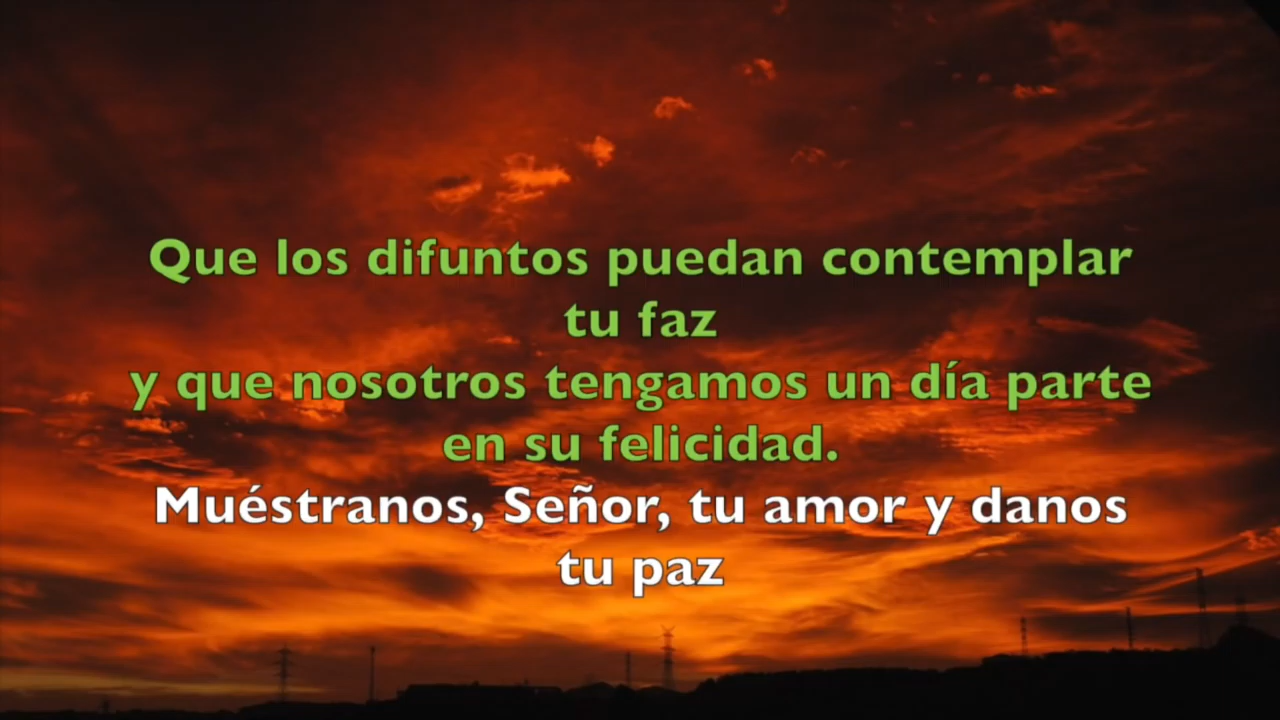 Que los difuntos puedan contemplar
tu faz
y que nosotros tengamos un día parte
en su felicidad.
Muéstranos, Señor, tu amor y danos
tu paz